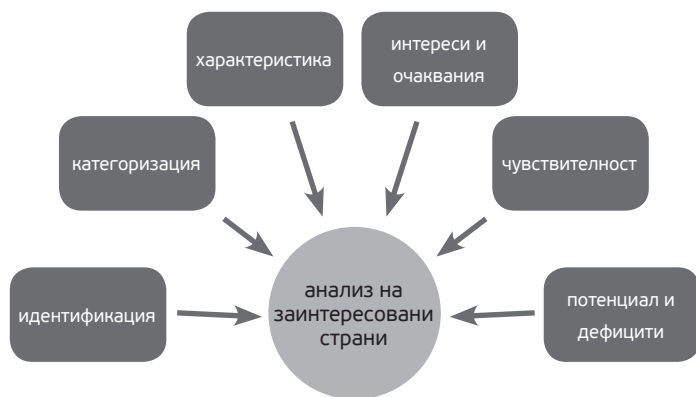 характеристика
интереси и
очаквания
категоризация
чувствителност
идентификация
анализ на
заинтересовани
страни
потенциал и
дефицити